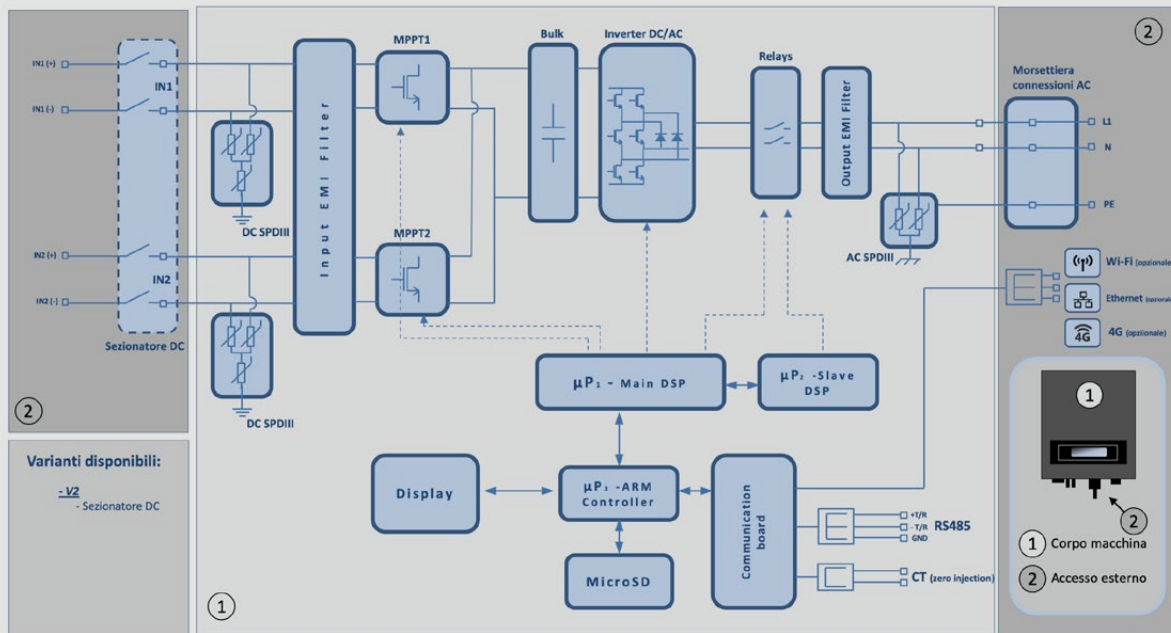 2
IN1 (+)
IN1 (-)
IN1
IN2 (+)
IN2 (-)
IN2
Sezionatore DC
2
Varianti disponibili:
- V2
- Sezionatore DC
1
DC SPDIII
DC SPDIII
Input EMI Filter
MPPT1
MPPT2
Bulk
Inverter DC/AC
Relays
Output EMI Filter
AC SPDIII
µP1 - Main DSP
µP2 -Slave
DSP
Display
µP3 -ARM
Controller
MicroSD
Communication
board
+T/R
- T/R
GND
RS485
CT (zero injection)
1
2
Morsettiera
connessioni AC
L1
N
PE
Wi-Fi (opzionale)
Ethernet (opzionale)
4G
4G (opziionale)
1
2
1 Corpo macchina
2 Accesso esterno